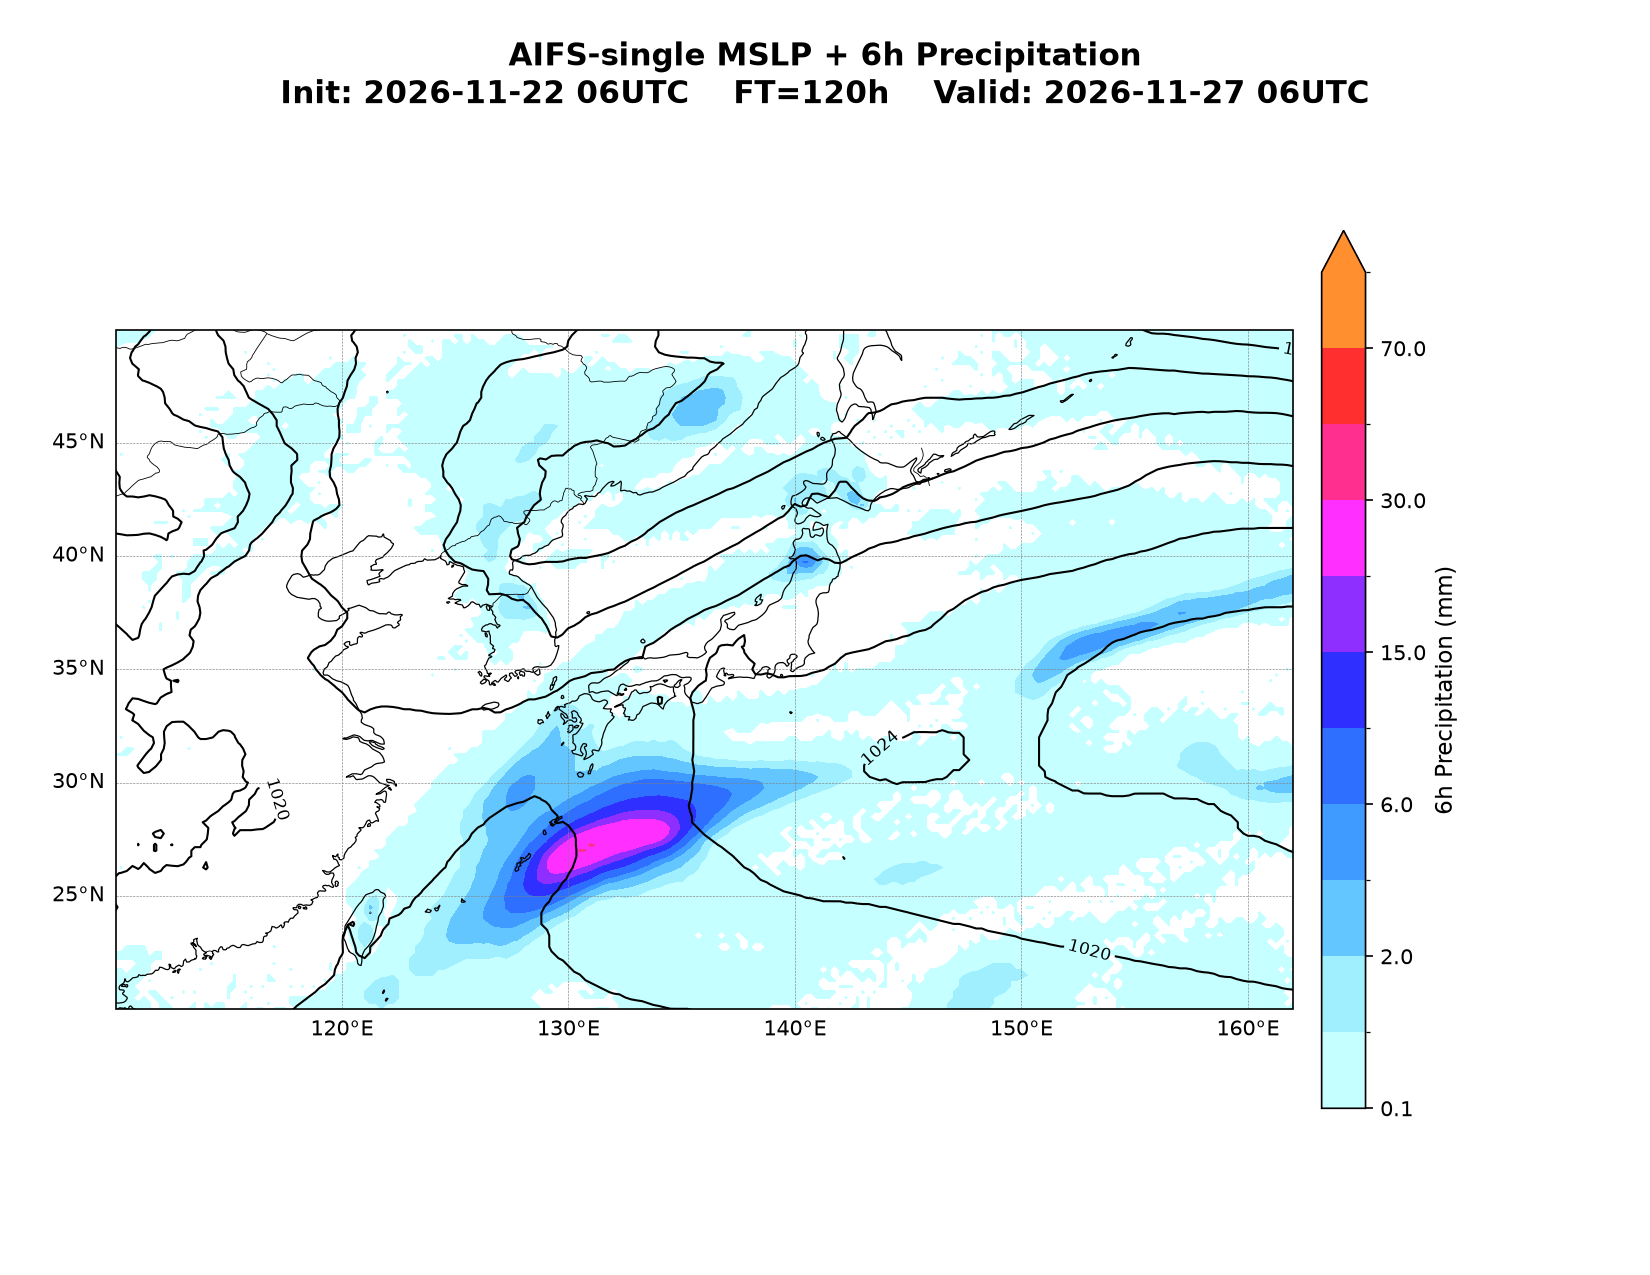 AIFS-single MSLP + 6h Precipitation
Init: 2026-11-22 06UTC    FT=120h    Valid: 2026-11-27 06UTC
45°N
40°N
35°N
30°N
25°N
120°E
130°E
140°E
150°E
160°E
1020
1024
1020
1
70.0
30.0
15.0
6.0
2.0
0.1
6h Precipitation (mm)